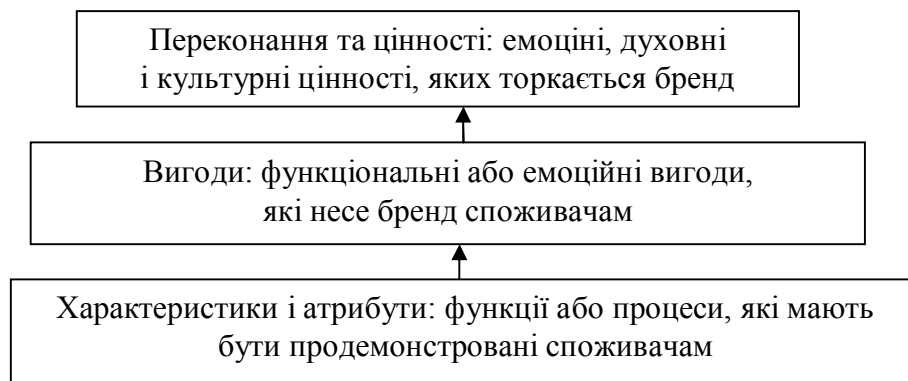 Переконання та цінності: емоціні, духовні
і культурні цінності, яких торкається бренд
Вигоди: функціональні або емоційні вигоди,
які несе бренд споживачам
Характеристики і атрибути: функції або процеси, які мають
бути продемонстровані споживачам